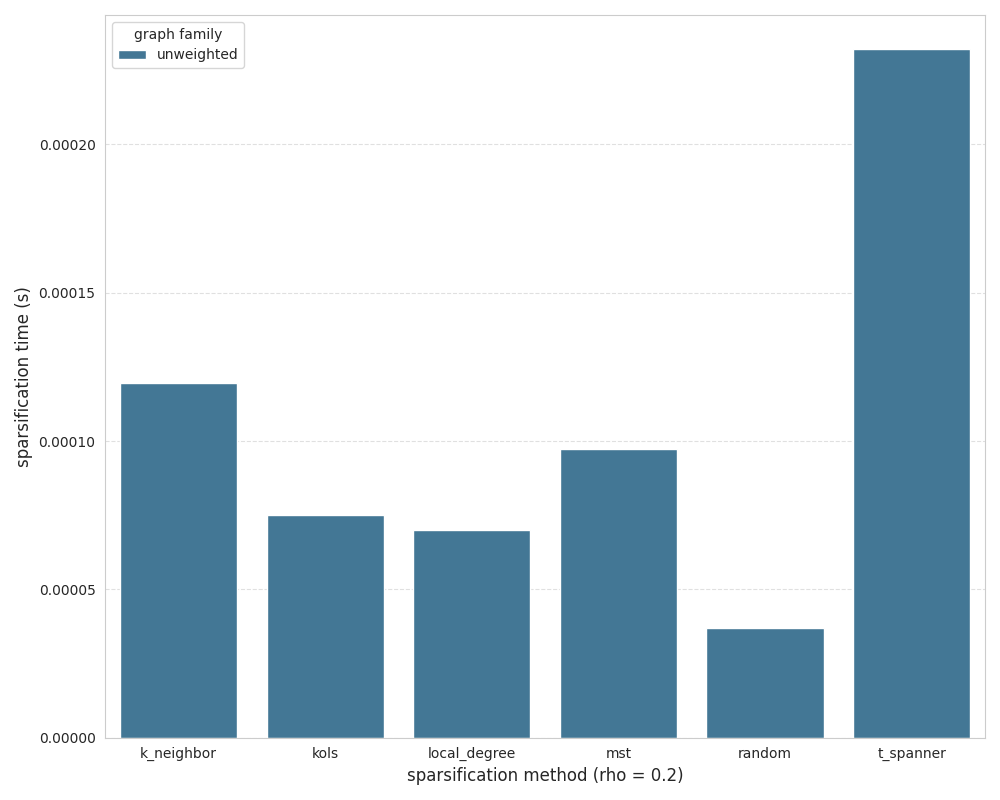 graph family
unweighted
sparsification time (s)
0.00020
0.00015
0.00010
0.00005
0.00000
k_neighbor kols local_degree mst random t_spanner
sparsification method (rho = 0.2)